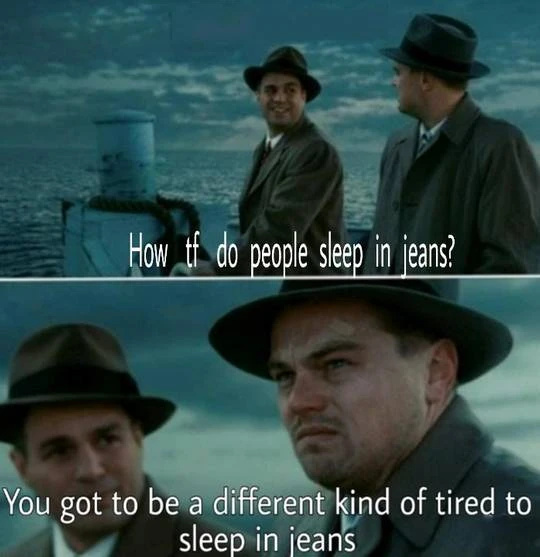 How tf do people sleep in jeans?
You got to be a different kind of tired to
sleep in jeans